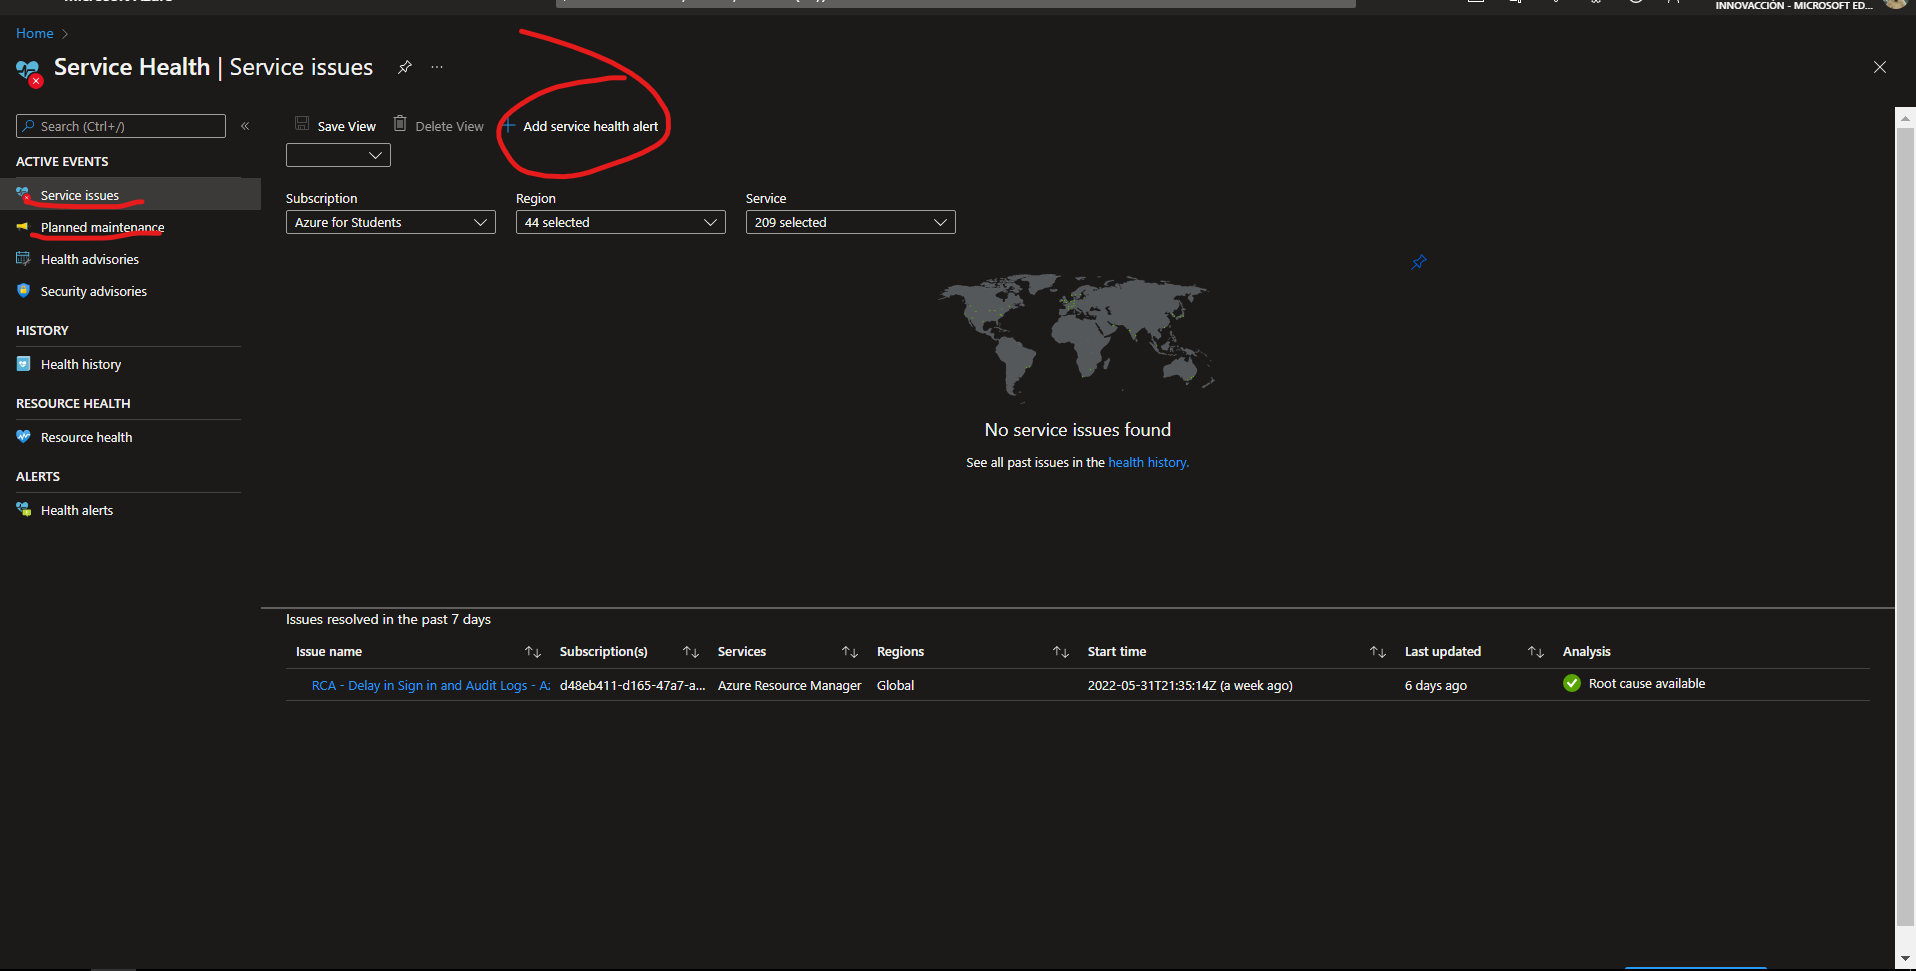 Microsoft Azure
INNOVACCIÓN - MICROSOFT ED...
Home
Service Health | Service issues
...
Search (Ctrl+/)
«
Save View
Delete View
+ Add service health alert
ACTIVE EVENTS
Service issues
Planned maintenance
Health advisories
Security advisories
HISTORY
Health history
RESOURCE HEALTH
Resource health
ALERTS
Health alerts
Subscription Region Service
Azure for Students 44 selected 209 selected
No service issues found
See all past issues in the health history.
Issues resolved in the past 7 days
Issue name Subscription(s) Services Regions Start time Last updated Analysis
RCA - Delay in Sign in and Audit Logs - Az d48eb411-d165-47a7-a... Azure Resource Manager Global 2022-05-31T21:35:14Z (a week ago) 6 days ago Root cause available